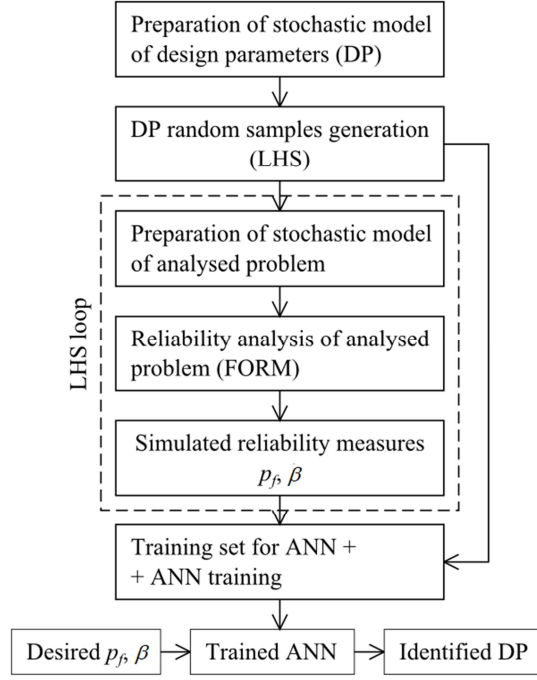 Preparation of stochastic model
of design parameters (DP)
DP random samples generation
(LHS)
LHS loop
Preparation of stochastic model
of analysed problem
Reliability analysis of analysed
problem (FORM)
Simulated reliability measures
pf, β
Training set for ANN +
+ ANN training
Desired pf, β
Trained ANN
Identified DP